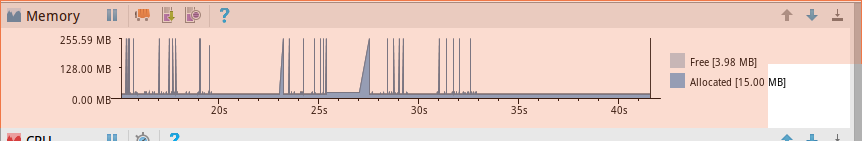 Memory ?
255.59 MB
128.00 MB
0.00 MB
Free [3.98 MB]
Allocated [15.00 MB]
20s 25s 30s 35s 40s
CPU ?